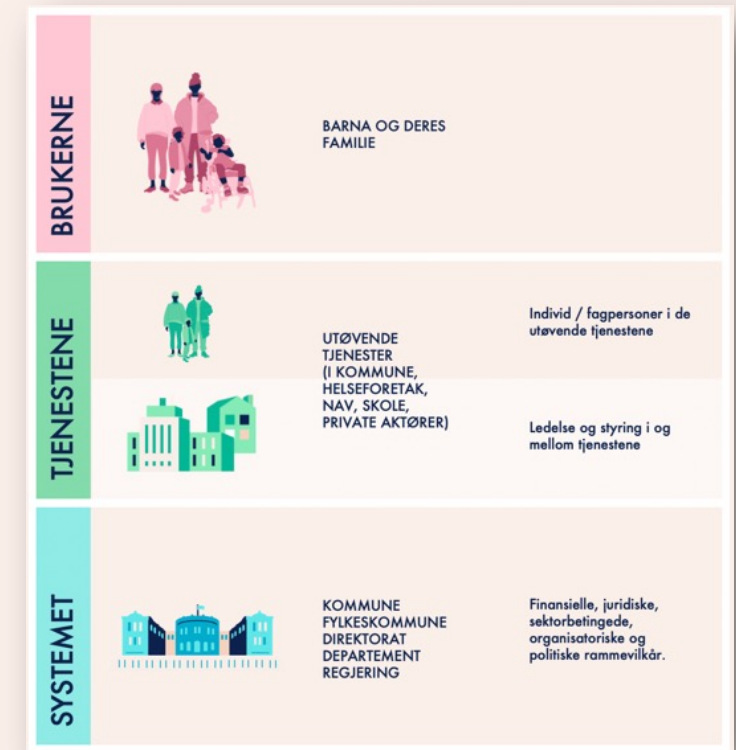 BRUKERNE
BARNA OG DERES
FAMILIE
TJENESTENE
UTØVENDE
TJENESTER
(I KOMMUNE,
HELSEFORETAK,
NAV, SKOLE,
PRIVATE AKTØRER)
Individ / fagpersoner i de
utøvende tjenestene
Ledelse og styring i og
mellom tjenestene
SYSTEMET
KOMMUNE
FYLKESKOMMUNE
DIREKTORAT
DEPARTEMENT
REGJERING
Finansielle, juridiske,
sektorbetingede,
organisatoriske og
politiske rammevilkår.